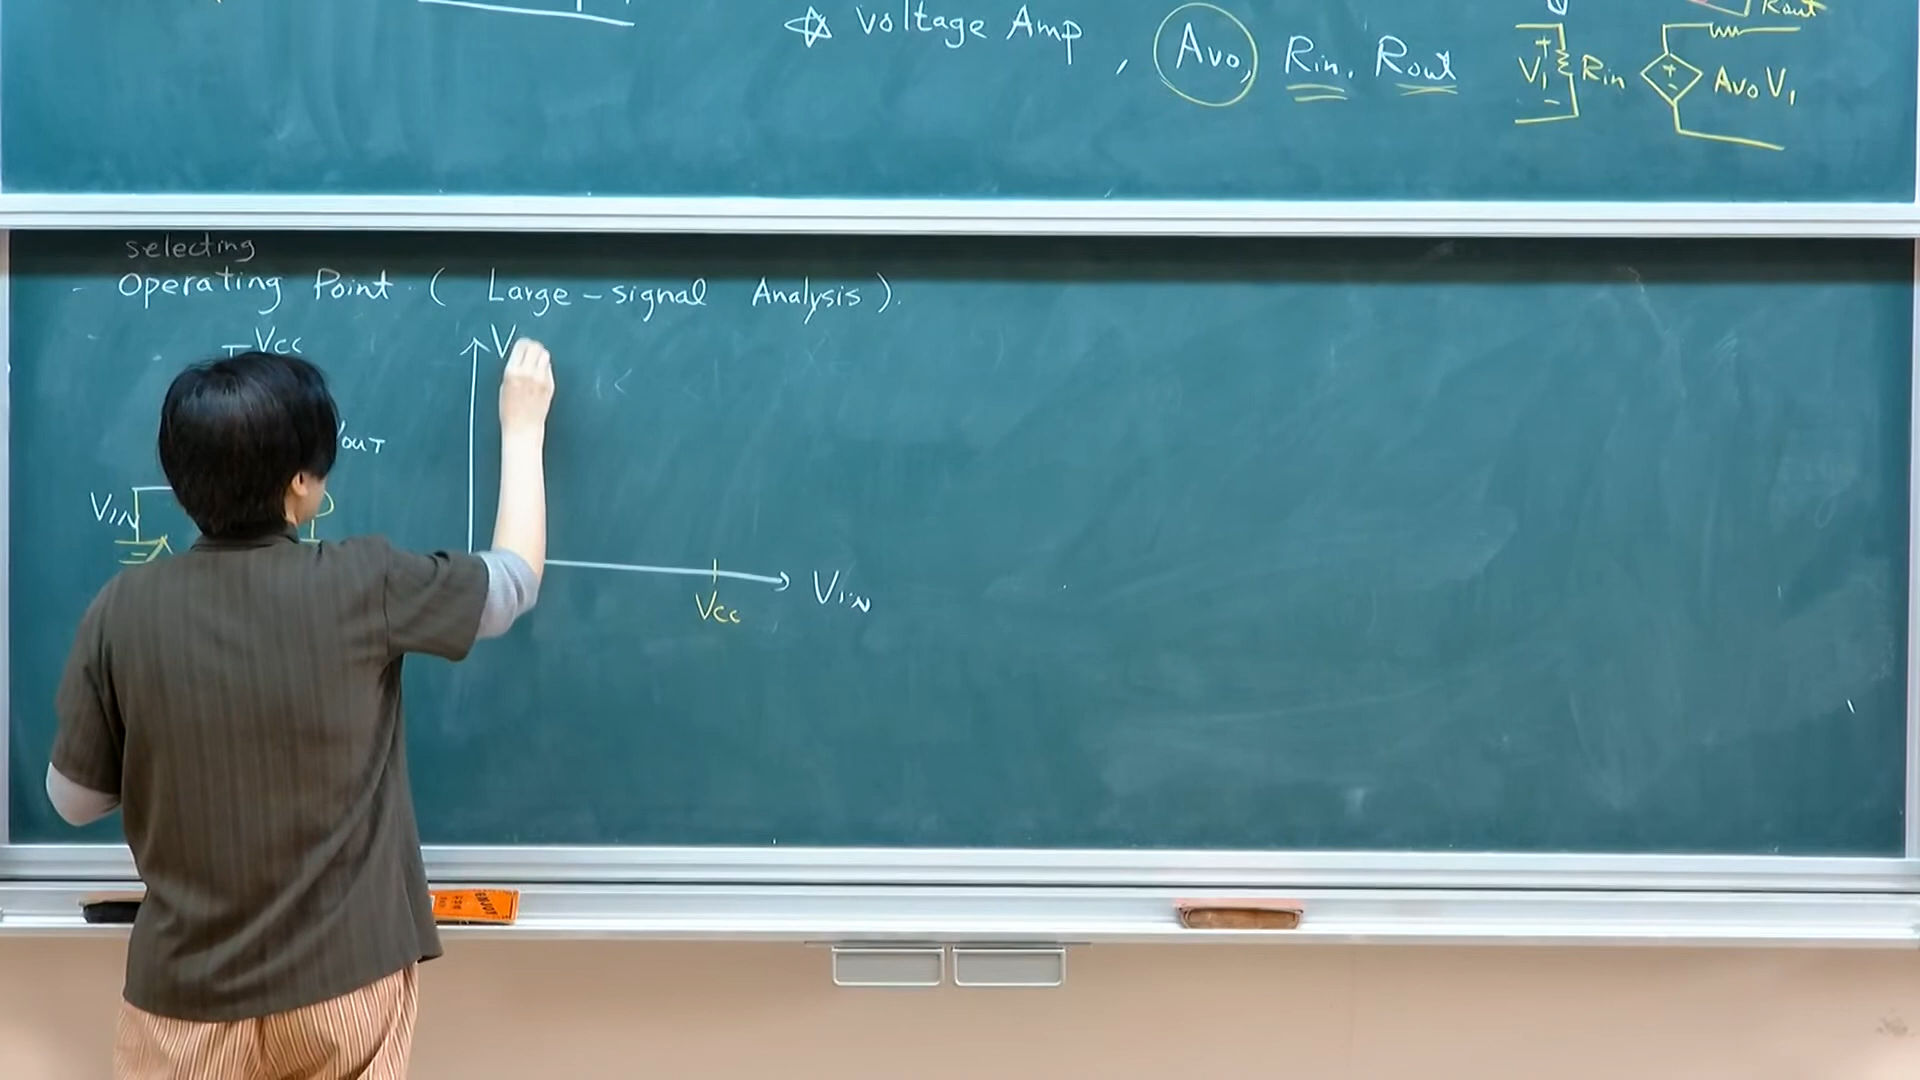 ☆ Voltage Amp, Avo, Rin, Rout
Rout
+
V1
-
Rin
+
-
Avo V1
selecting
- Operating Point. ( Large-signal Analysis ).
Vcc
OUT
VIN
V
Vcc
VIN